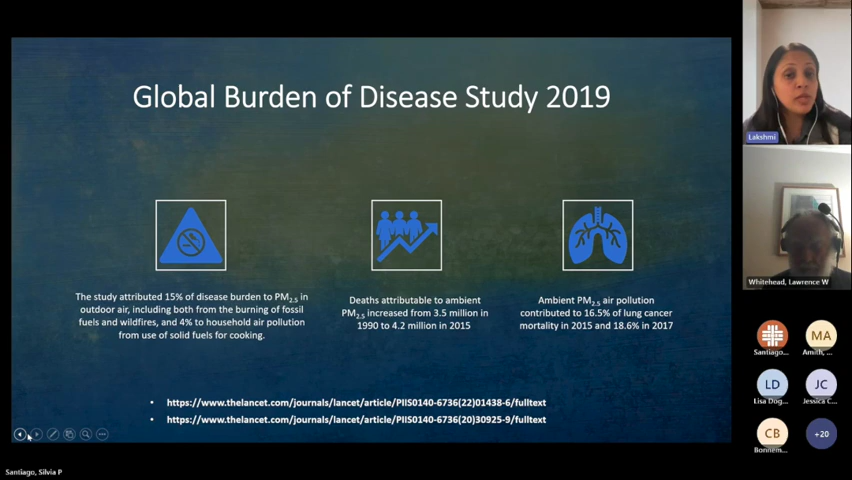 Global Burden of Disease Study 2019
The study attributed 15% of disease burden to PM2.5 in
outdoor air, including both from the burning of fossil
fuels and wildfires, and 4% to household air pollution
from use of solid fuels for cooking.
Deaths attributable to ambient
PM2.5 increased from 3.5 million in
1990 to 4.2 million in 2015
Ambient PM2.5 air pollution
contributed to 16.5% of lung cancer
mortality in 2015 and 18.6% in 2017
• https://www.thelancet.com/journals/lancet/article/PIIS0140-6736(22)01438-6/fulltext
• https://www.thelancet.com/journals/lancet/article/PIIS0140-6736(20)30925-9/fulltext
Santiago, Silvia P
Lakshmi
Whitehead, Lawrence W
MA
Santiago...
Amith, ...
LD
JC
Lisa Dog...
Jessica C...
CB
+20
Bonnem...